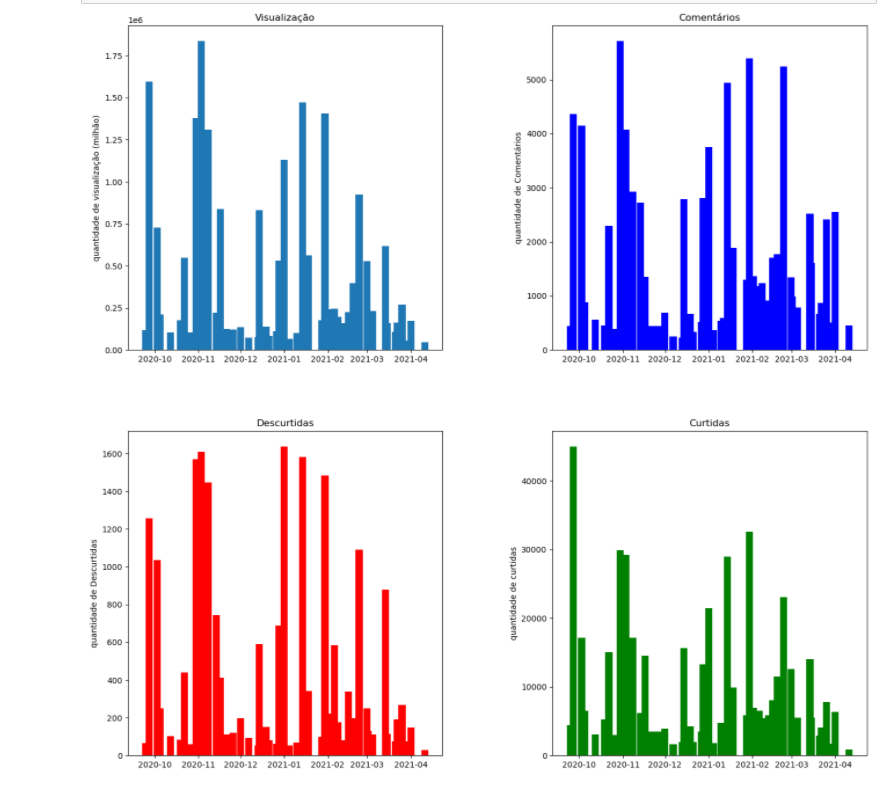 Visualização
1e6
quantidade de visualização (milhão)
1.75
1.50
1.25
1.00
0.75
0.50
0.25
0.00
2020-10 2020-11 2020-12 2021-01 2021-02 2021-03 2021-04
Comentários
quantidade de Comentários
5000
4000
3000
2000
1000
0
2020-10 2020-11 2020-12 2021-01 2021-02 2021-03 2021-04
Descurtidas
quantidade de Descurtidas
1600
1400
1200
1000
800
600
400
200
0
2020-10 2020-11 2020-12 2021-01 2021-02 2021-03 2021-04
Curtidas
quantidade de curtidas
40000
30000
20000
10000
0
2020-10 2020-11 2020-12 2021-01 2021-02 2021-03 2021-04